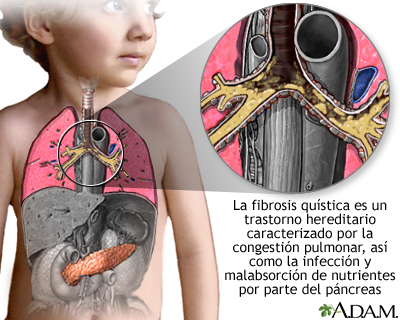 La fibrosis quística es un
trastorno hereditario
caracterizado por la
congestión pulmonar, así
como la infección y
malabsorción de nutrientes
por parte del páncreas
ADAM.